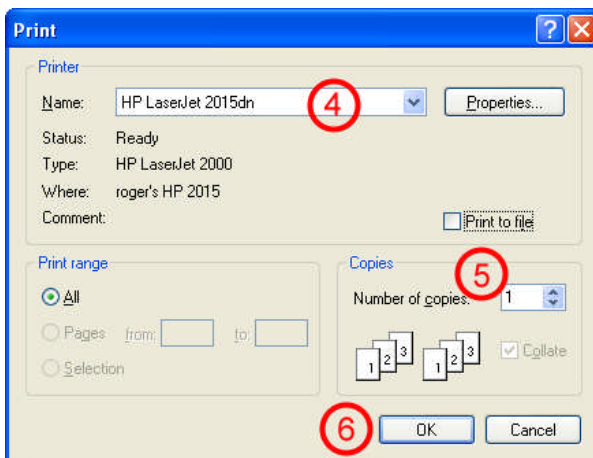 Print
Printer
Name: HP LaserJet 2015dn 4 Properties...
Status: Ready
Type: HP LaserJet 2000
Where: roger's HP 2015
Comment: Print to file
Print range
All
Pages from: to:
Selection
Copies
5
Number of copies: 1
1 2 3 1 2 3 Collate
6 OK Cancel